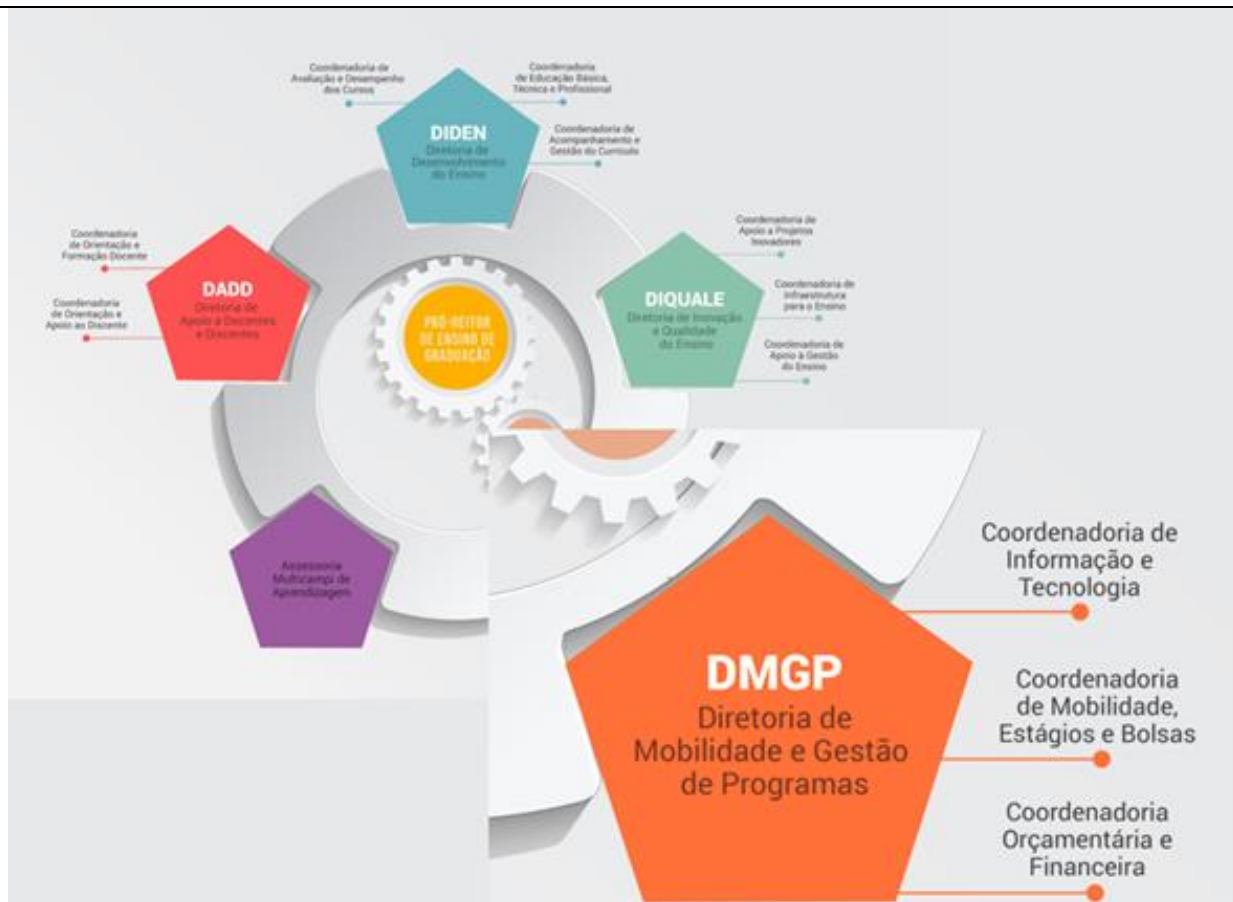 Coordenadoria de
Avaliação e Desempenho
dos Cursos
Coordenadoria
de Educação Básica,
Técnica e Profissional
DIDEN
Diretoria de
Desenvolvimento
do Ensino
Coordenadoria de
Acompanhamento e
Gestão do Currículo
Coordenadoria
de Orientação e
Formação Docente
Coordenadoria
de Orientação e
Apoio ao Discente
DADD
Diretoria de
Apoio a Docentes
e Discentes
PRÓ-REITOR
DE ENSINO DE
GRADUAÇÃO
DIQUALE
Diretoria de Inovação
e Qualidade
do Ensino
Coordenadoria de
Apoio a Projetos
Inovadores
Coordenadoria de
Infraestrutura
para o Ensino
Coordenadoria de
Apoio à Gestão
do Ensino
Assessoria
Multicampi de
Aprendizagem
DMGP
Diretoria de
Mobilidade e Gestão
de Programas
Coordenadoria de
Informação e
Tecnologia
Coordenadoria
de Mobilidade,
Estágios e Bolsas
Coordenadoria
Orçamentária e
Financeira